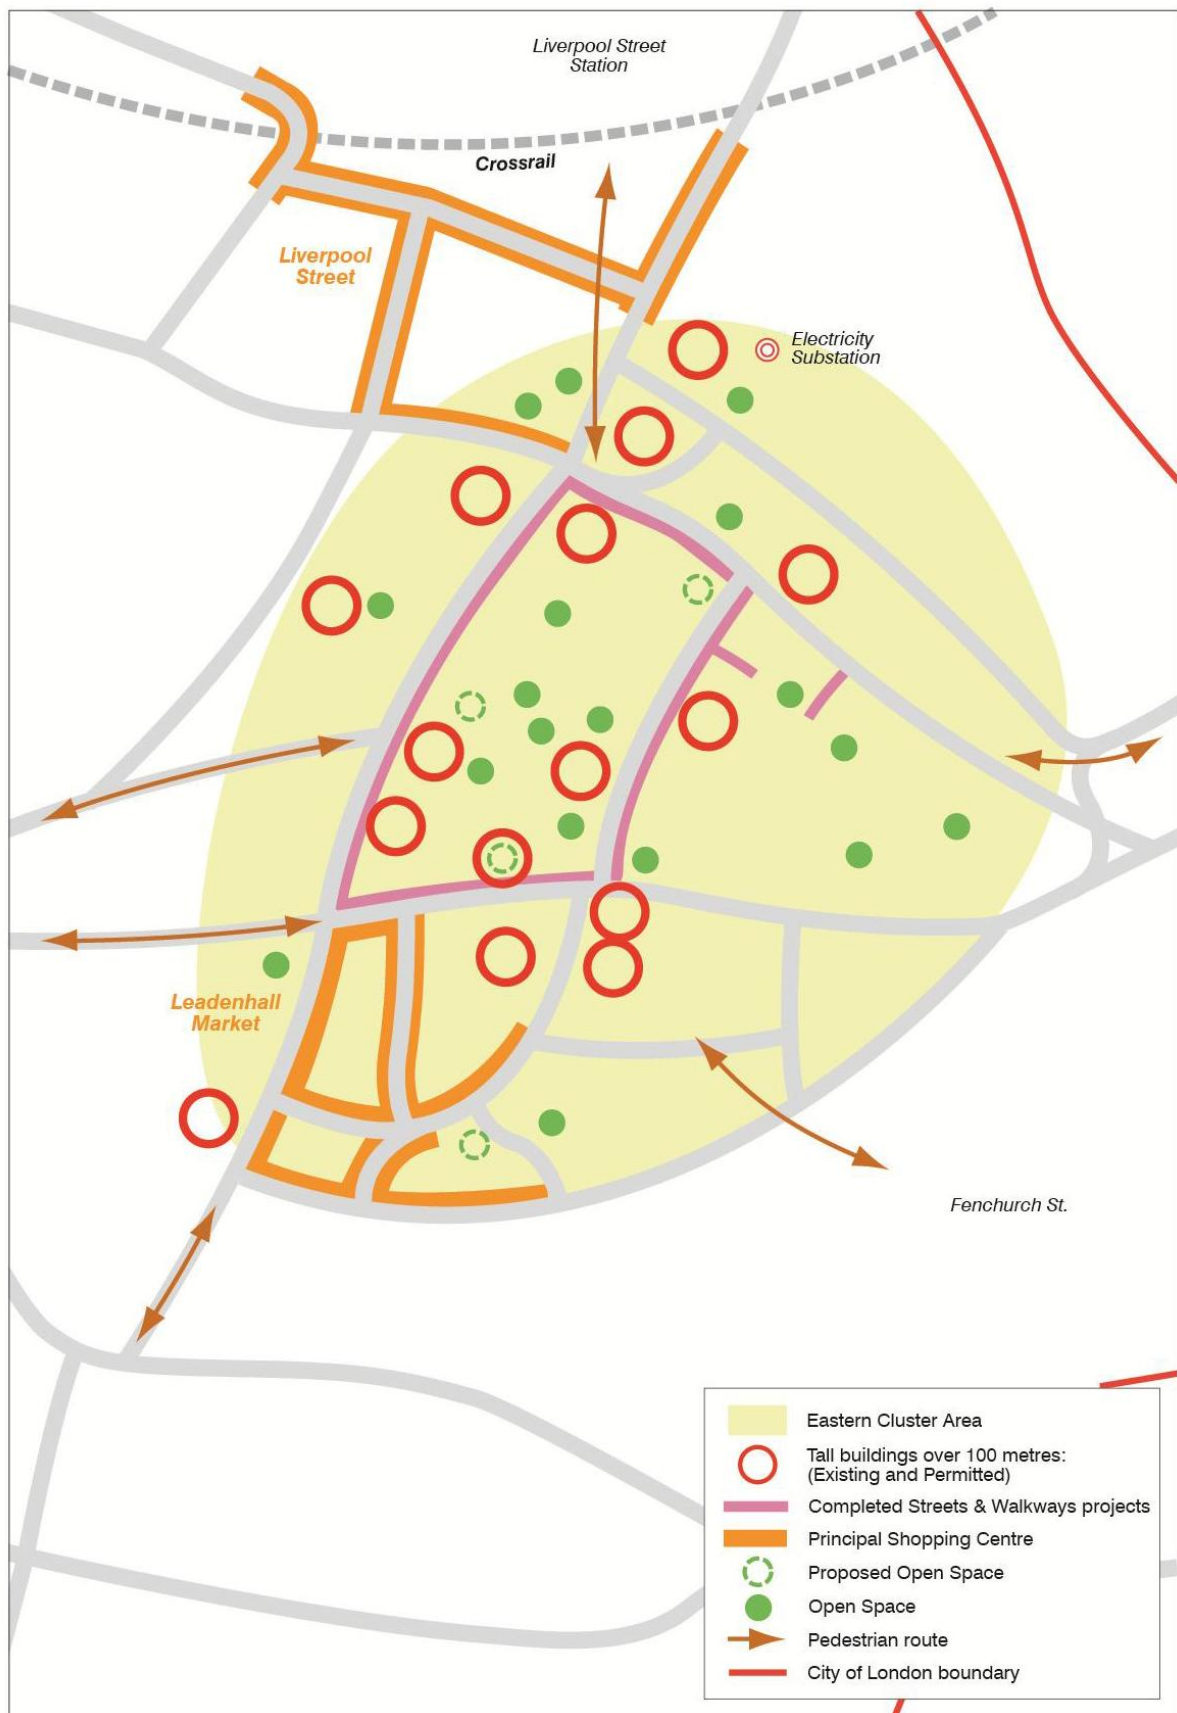 Liverpool Street
Station
Crossrail
Liverpool
Street
Electricity
Substation
Leadenhall
Market
Fenchurch St.
Eastern Cluster Area
Tall buildings over 100 metres:
(Existing and Permitted)
Completed Streets & Walkways projects
Principal Shopping Centre
Proposed Open Space
Open Space
Pedestrian route
City of London boundary